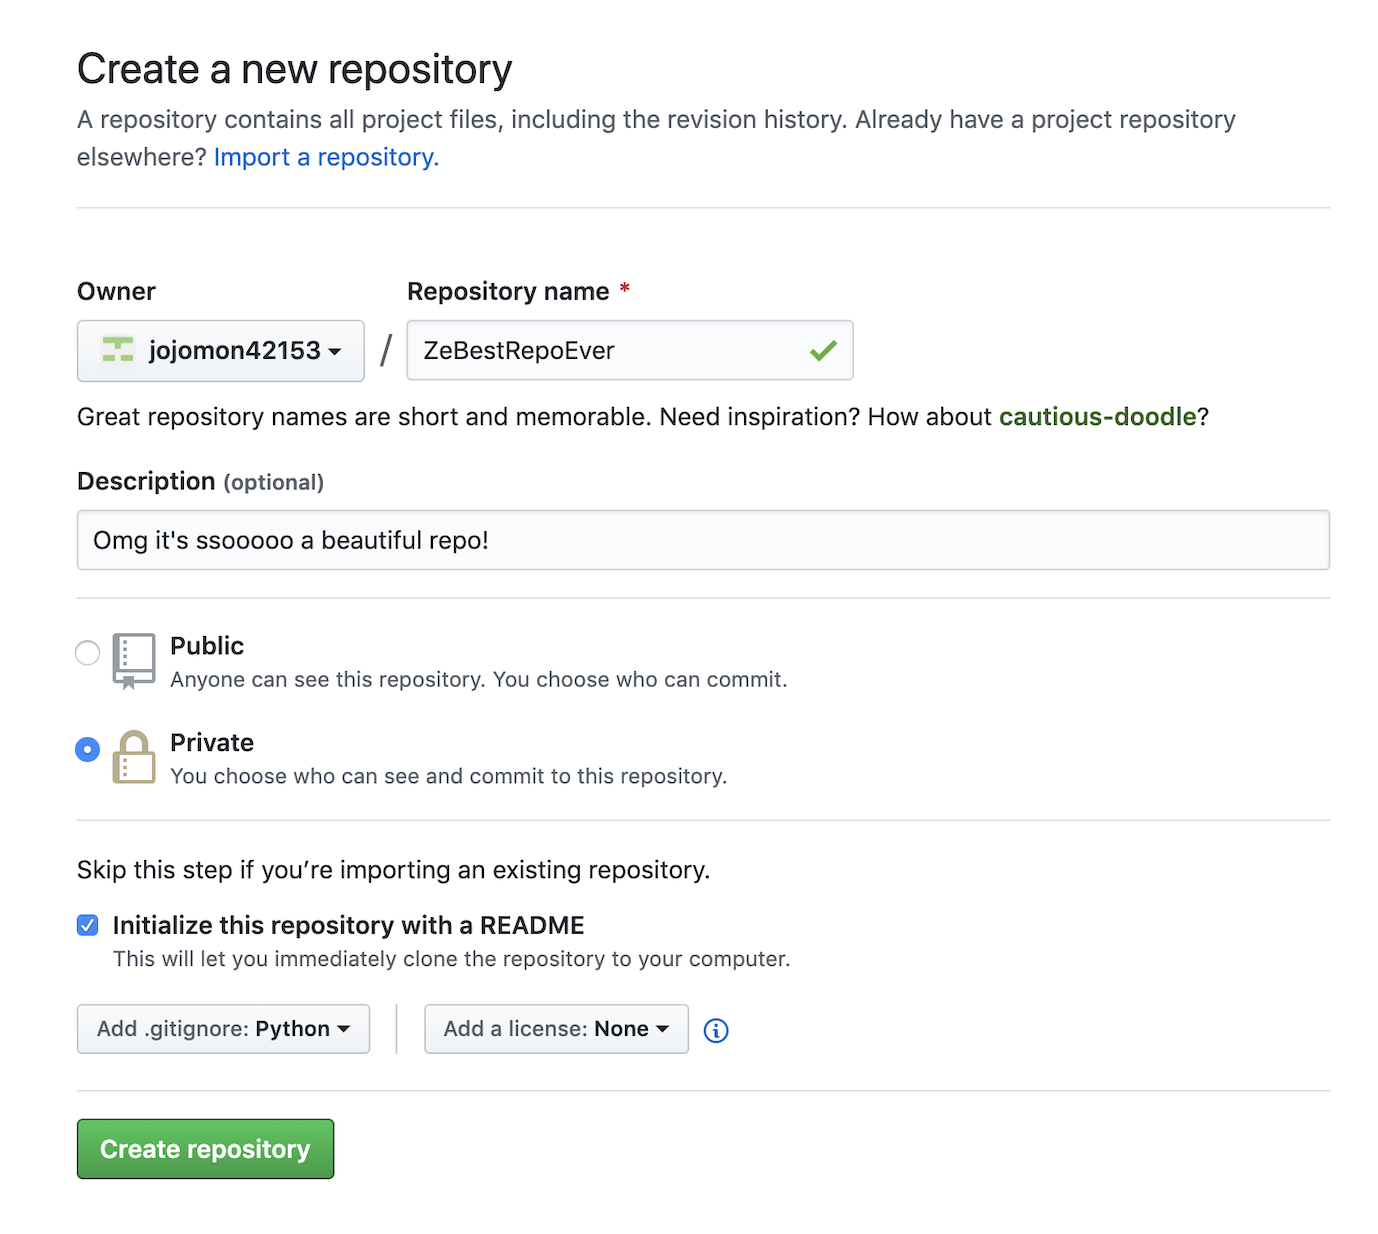 Create a new repository
A repository contains all project files, including the revision history. Already have a project repository
elsewhere? Import a repository.
Owner
Repository name *
jojomon42153
/
ZeBestRepoEver
Great repository names are short and memorable. Need inspiration? How about cautious-doodle?
Description (optional)
Omg it's ssooooo a beautiful repo!
Public
Anyone can see this repository. You choose who can commit.
Private
You choose who can see and commit to this repository.
Skip this step if you’re importing an existing repository.
Initialize this repository with a README
This will let you immediately clone the repository to your computer.
Add .gitignore: Python
Add a license: None
Create repository